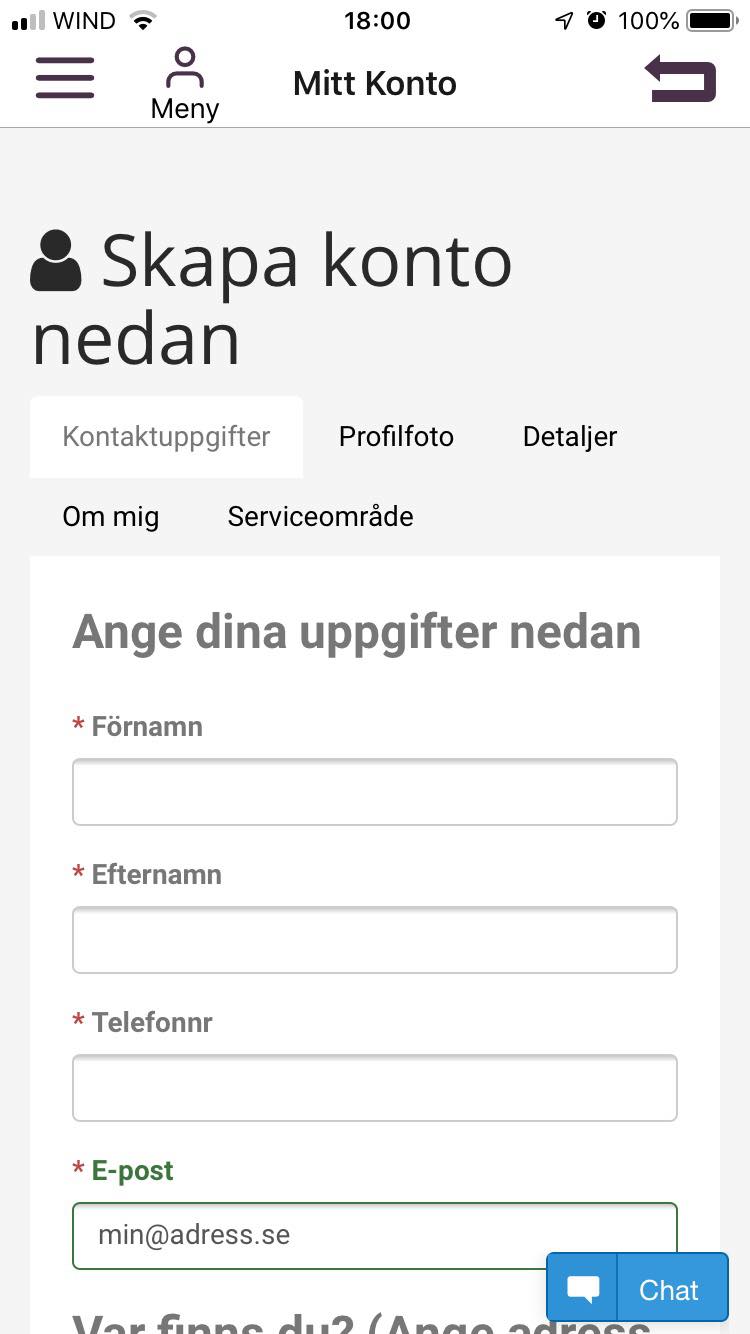 WIND 18:00 100%
Meny
Mitt Konto
Skapa konto
nedan
Kontaktuppgifter Profilfoto Detaljer
Om mig Serviceområde
Ange dina uppgifter nedan
* Förnamn
* Efternamn
* Telefonnr
* E-post
min@adress.se
Chat
Var finns du? (Ange adress